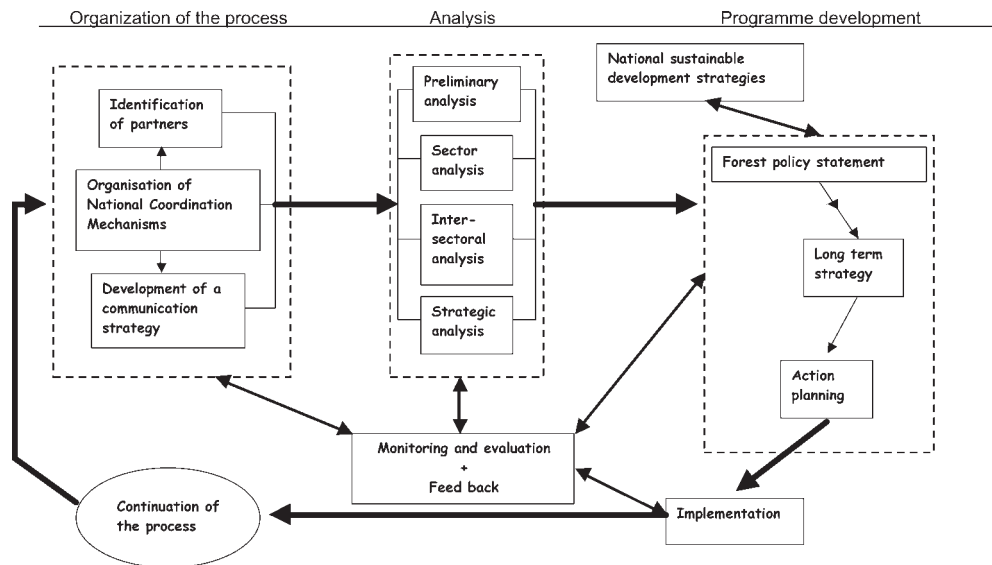 Organization of the process
Analysis
Programme development
Identification
of partners
Organisation of
National Coordination
Mechanisms
Development of a
communication
strategy
Preliminary
analysis
Sector
analysis
Inter-
sectoral
analysis
Strategic
analysis
National sustainable
development strategies
Forest policy statement
Long term
strategy
Action
planning
Monitoring and evaluation
+
Feed back
Continuation of
the process
Implementation